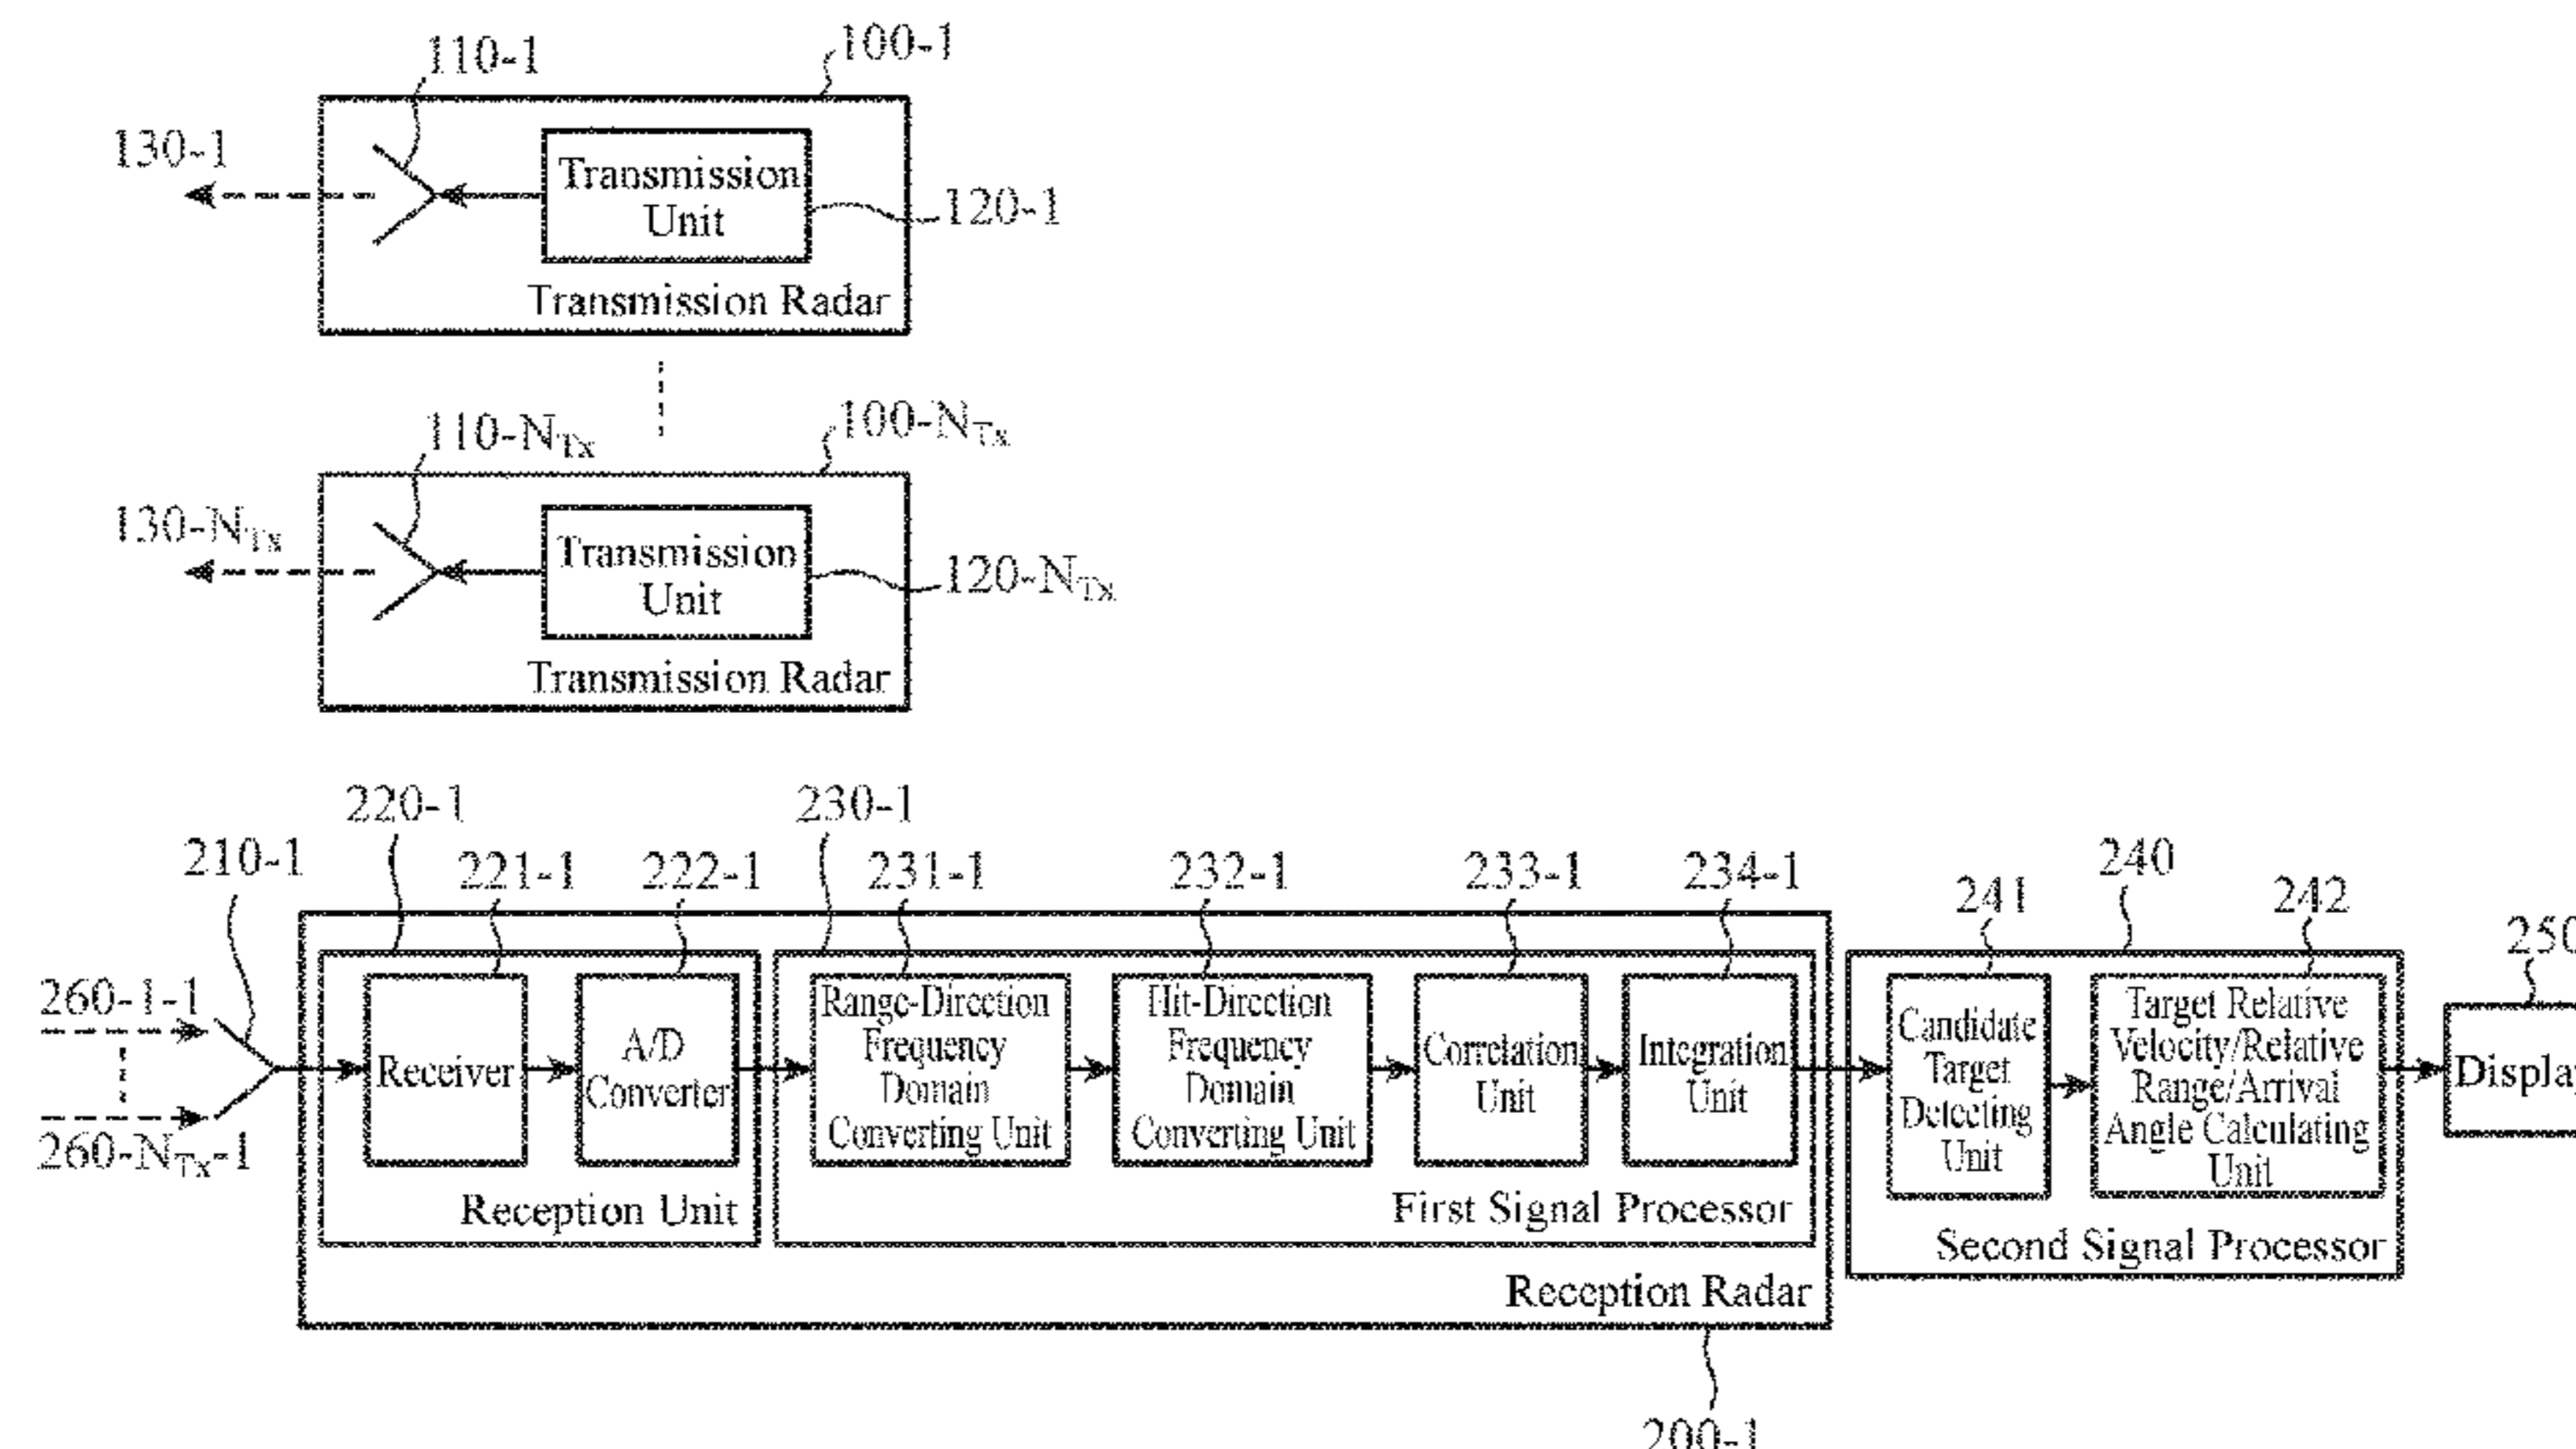 110-1
100-1
130-1
Transmission
Unit
120-1
Transmission Radar
110-N_Tx
100-N_Tx
130-N_Tx
Transmission
Unit
120-N_Tx
Transmission Radar
220-1
230-1
210-1
221-1
222-1
231-1
232-1
233-1
234-1
241
240
242
250
260-1-1
260-N_Tx-1
Receiver
A/D
Converter
Reception Unit
Range-Direction
Frequency
Domain
Converting Unit
Hit-Direction
Frequency
Domain
Converting Unit
Correlation
Unit
Integration
Unit
First Signal Processor
Reception Radar
Candidate
Target
Detecting
Unit
Target Relative
Velocity/Relative
Range/Arrival
Angle Calculating
Unit
Second Signal Processor
Display
200-1